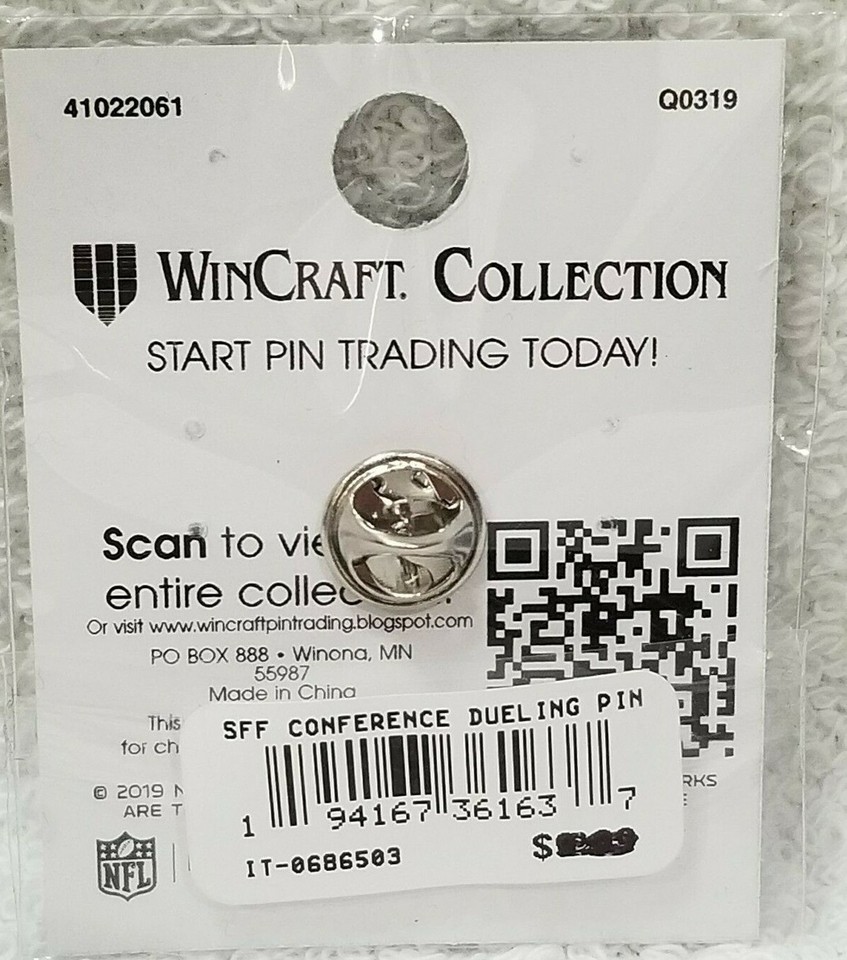 41022061 Q0319
WINCRAFT. COLLECTION
START PIN TRADING TODAY!
Scan to vie
entire collec
Or visit www.wincraftpintrading.blogspot.com
PO BOX 888 • Winona, MN
55987
Made in China
This
for ch
© 2019 N RKS
ARE T
NFL
SFF CONFERENCE DUELING PIN
1 94167 36163 7
IT-0686503 $